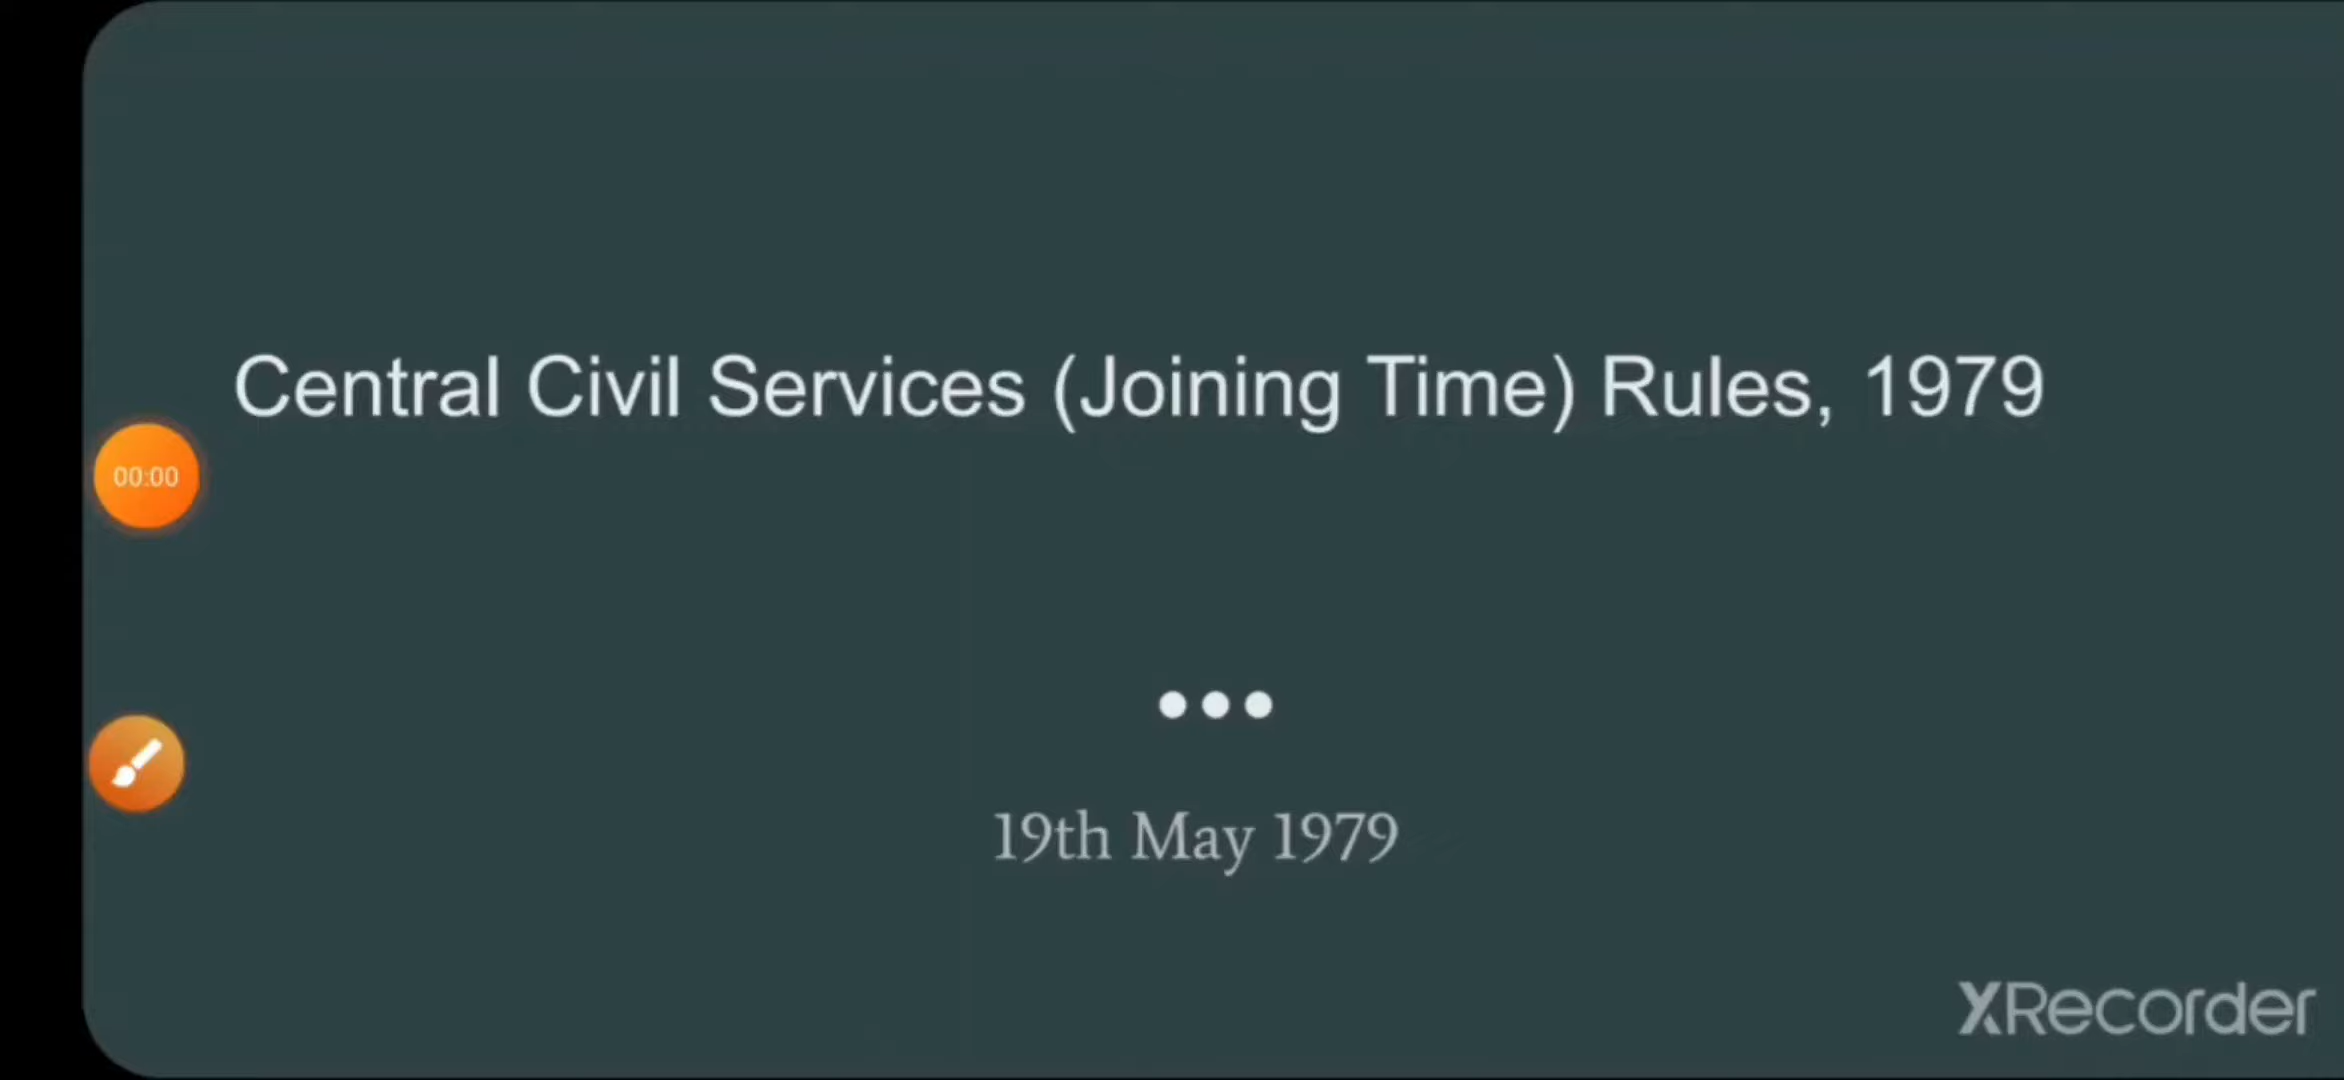 Central Civil Services (Joining Time) Rules, 1979
00:00
19th May 1979
XRecorder